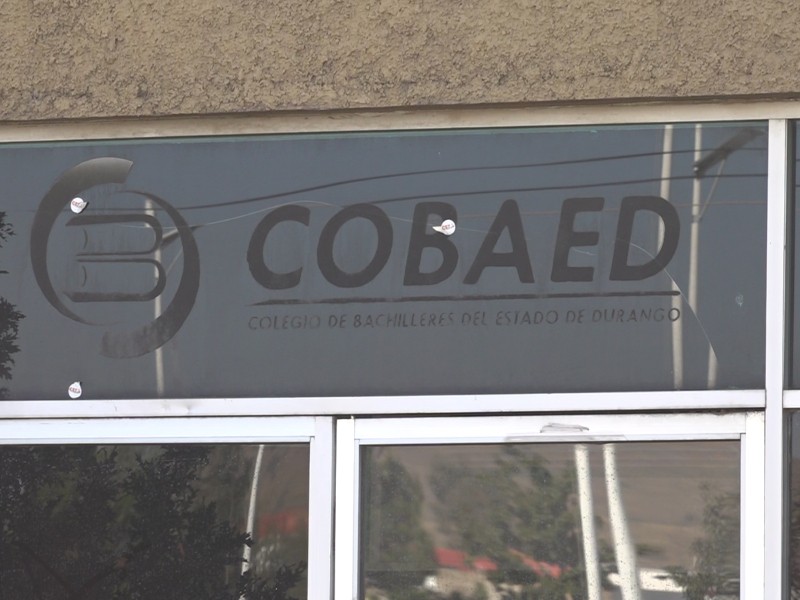 COBAED
COLEGIO DE BACHILLERES DEL ESTADO DE DURANGO